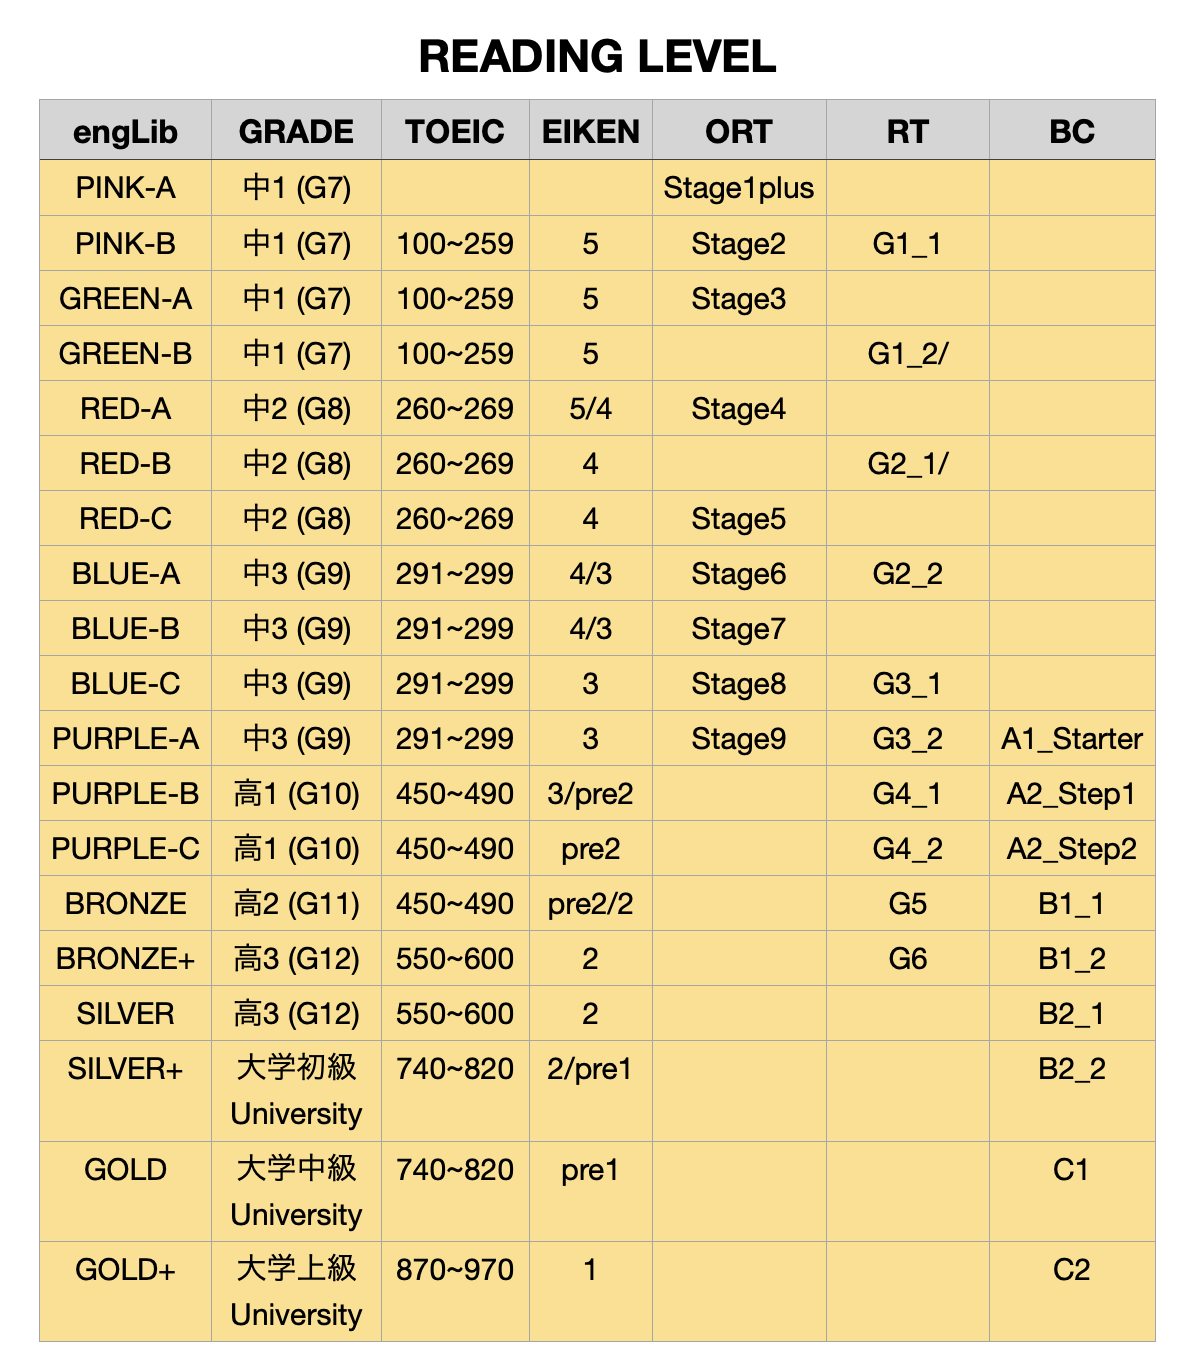 READING LEVEL
engLib GRADE TOEIC EIKEN ORT RT BC
PINK-A 中1 (G7) Stage1plus
PINK-B 中1 (G7) 100~259 5 Stage2 G1_1
GREEN-A 中1 (G7) 100~259 5 Stage3
GREEN-B 中1 (G7) 100~259 5 G1_2/
RED-A 中2 (G8) 260~269 5/4 Stage4
RED-B 中2 (G8) 260~269 4 G2_1/
RED-C 中2 (G8) 260~269 4 Stage5
BLUE-A 中3 (G9) 291~299 4/3 Stage6 G2_2
BLUE-B 中3 (G9) 291~299 4/3 Stage7
BLUE-C 中3 (G9) 291~299 3 Stage8 G3_1
PURPLE-A 中3 (G9) 291~299 3 Stage9 G3_2 A1_Starter
PURPLE-B 高1 (G10) 450~490 3/pre2 G4_1 A2_Step1
PURPLE-C 高1 (G10) 450~490 pre2 G4_2 A2_Step2
BRONZE 高2 (G11) 450~490 pre2/2 G5 B1_1
BRONZE+ 高3 (G12) 550~600 2 G6 B1_2
SILVER 高3 (G12) 550~600 2 B2_1
SILVER+ 大学初級 740~820 2/pre1 B2_2
University
GOLD 大学中級 740~820 pre1 C1
University
GOLD+ 大学上級 870~970 1 C2
University